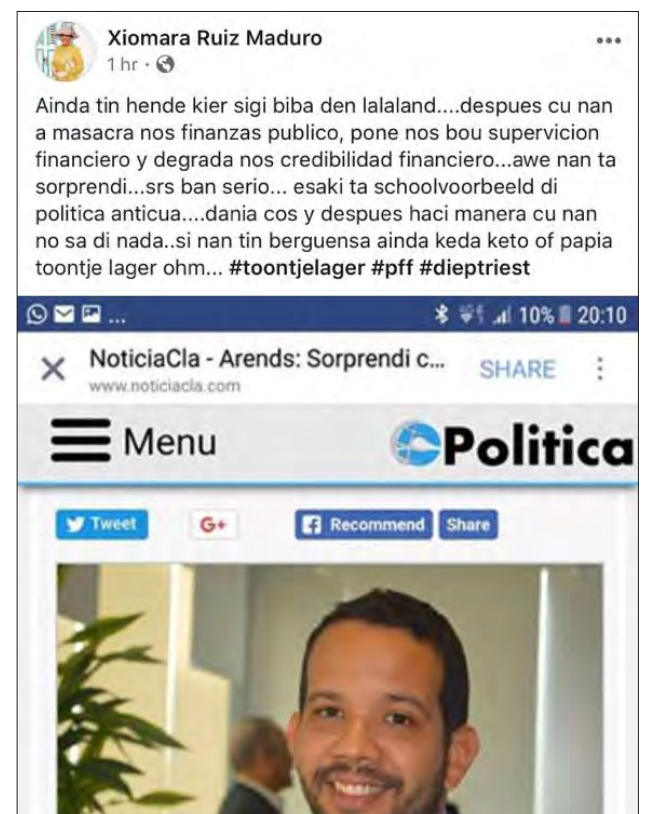 Xiomara Ruiz Maduro
1 hr
Ainda tin hende kier sigi biba den lalaland....despues cu nan
a masacra nos finanzas publico, pone nos bou supervicion
financiero y degrada nos credibilidad financiero...awe nan ta
sorprendi...srs ban serio... esaki ta schoolvoorbeeld di
politica anticua....dania cos y despues haci manera cu nan
no sa di nada..si nan tin berguensa ainda keda keto of papia
toontje lager ohm... #toontjelager #pff #dieptriest
... 10% 20:10
NoticiaCla - Arends: Sorprendi c... SHARE
www.noticiacla.com
Menu Politica
Tweet G+ Recommend Share